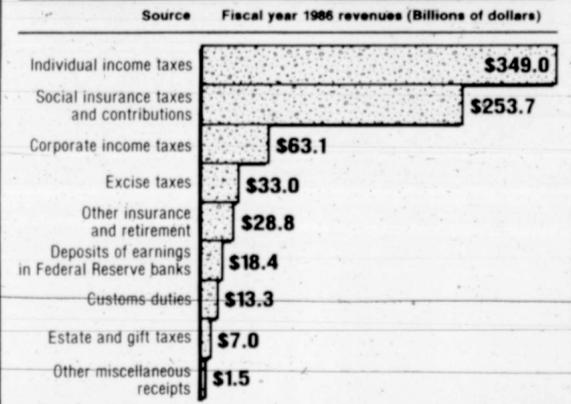 Source Fiscal year 1986 revenues (Billions of dollars)
Individual income taxes $349.0
Social insurance taxes
and contributions $253.7
Corporate income taxes $63.1
Excise taxes $33.0
Other insurance
and retirement $28.8
Deposits of earnings
in Federal Reserve banks $18.4
Customs duties $13.3
Estate and gift taxes $7.0
Other miscellaneous
receipts $1.5